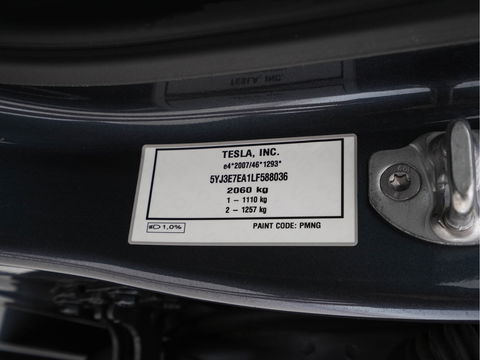 TESLA, INC.
e4*2007/46*1293*
5YJ3E7EA1LF588036
2060 kg
1 – 1110 kg
2 – 1257 kg
1,0%
PAINT CODE: PMNG